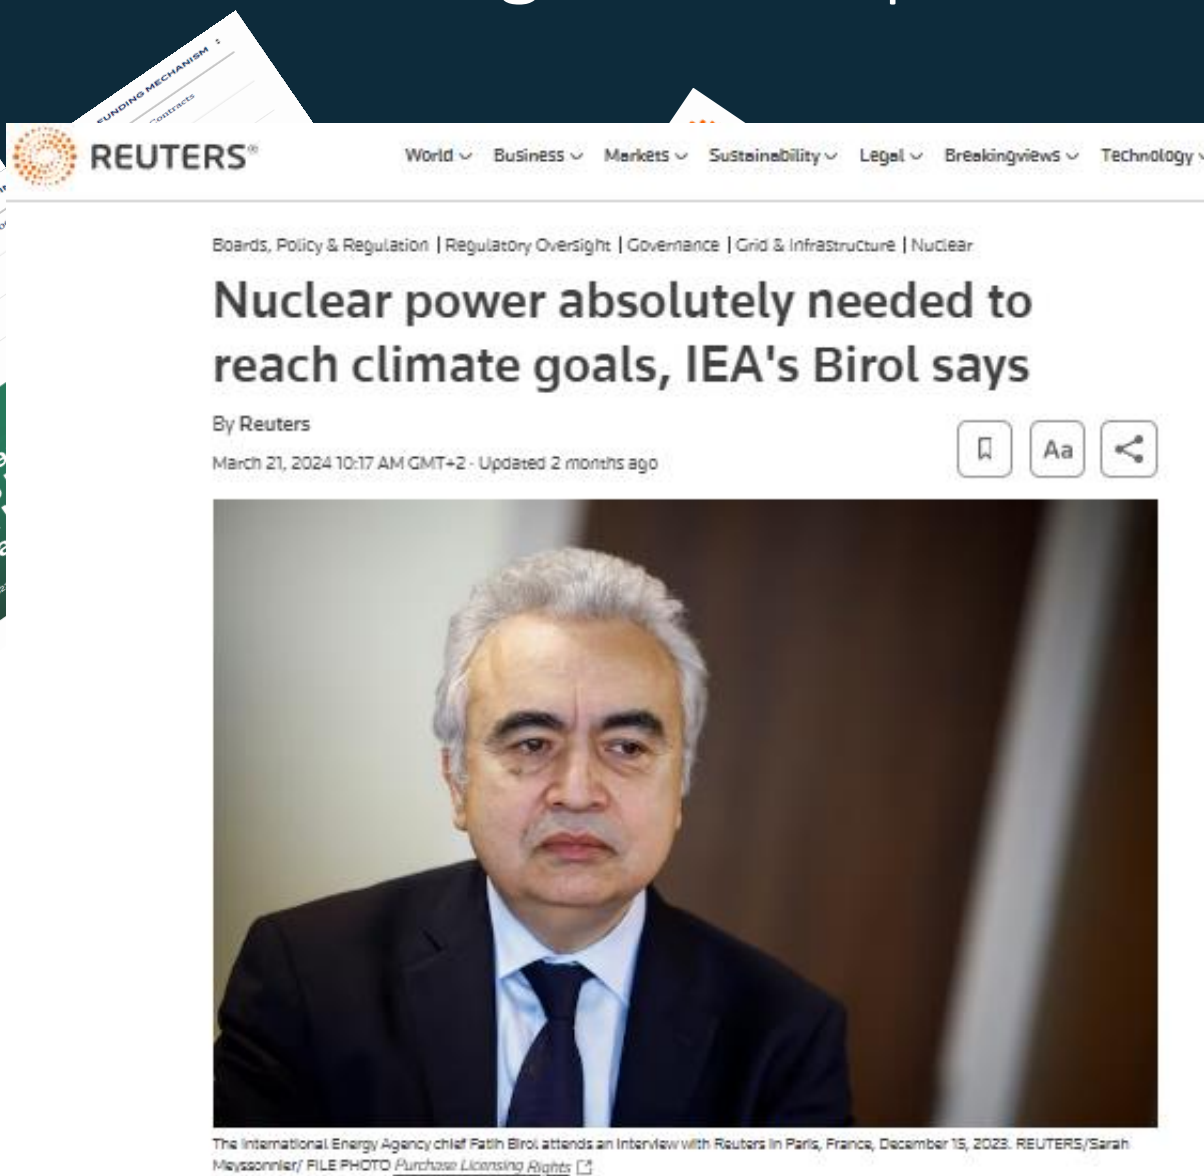 FUNDING MECHANISM :
Contracts
REUTERS®
World Business Markets Sustainability Legal Breakingviews Technology
Boards, Policy & Regulation | Regulatory Oversight | Governance | Grid & Infrastructure | Nuclear
Nuclear power absolutely needed to
reach climate goals, IEA's Birol says
By Reuters
March 21, 2024 10:17 AM GMT+2 · Updated 2 months ago
Aa
The International Energy Agency chief Fatih Birol attends an interview with Reuters in Paris, France, December 15, 2023. REUTERS/Sarah
Meyssonnier/ FILE PHOTO Purchase Licensing Rights